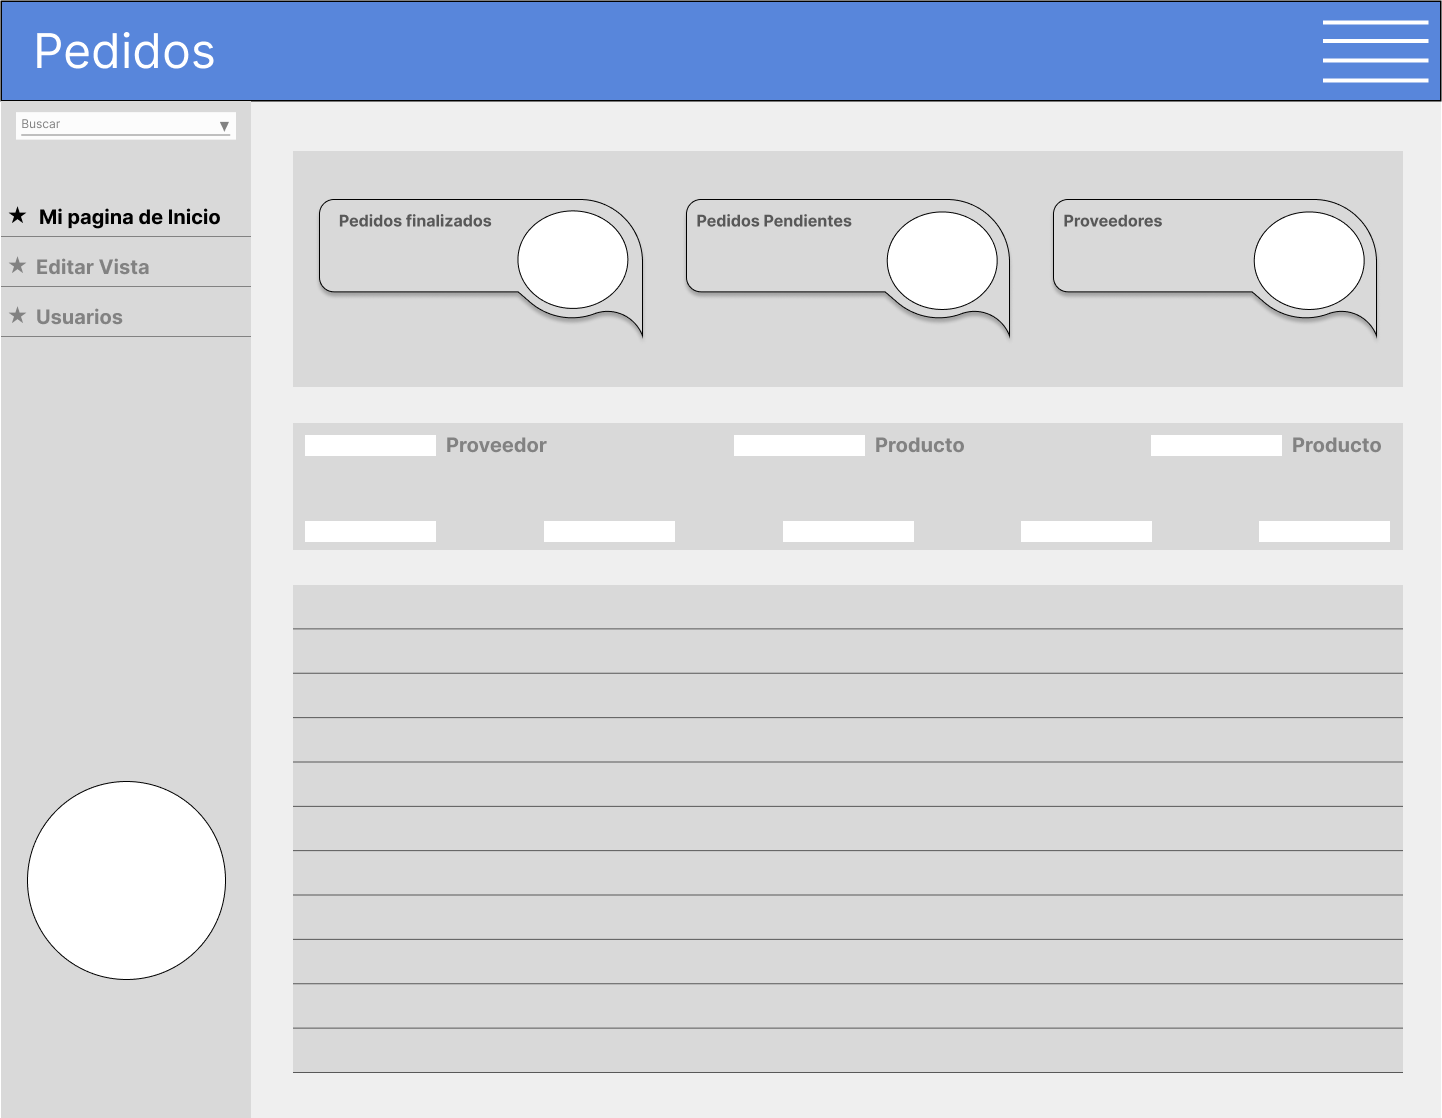 Pedidos
Buscar
Mi pagina de Inicio
Editar Vista
Usuarios
Pedidos finalizados
Pedidos Pendientes
Proveedores
Proveedor
Producto
Producto